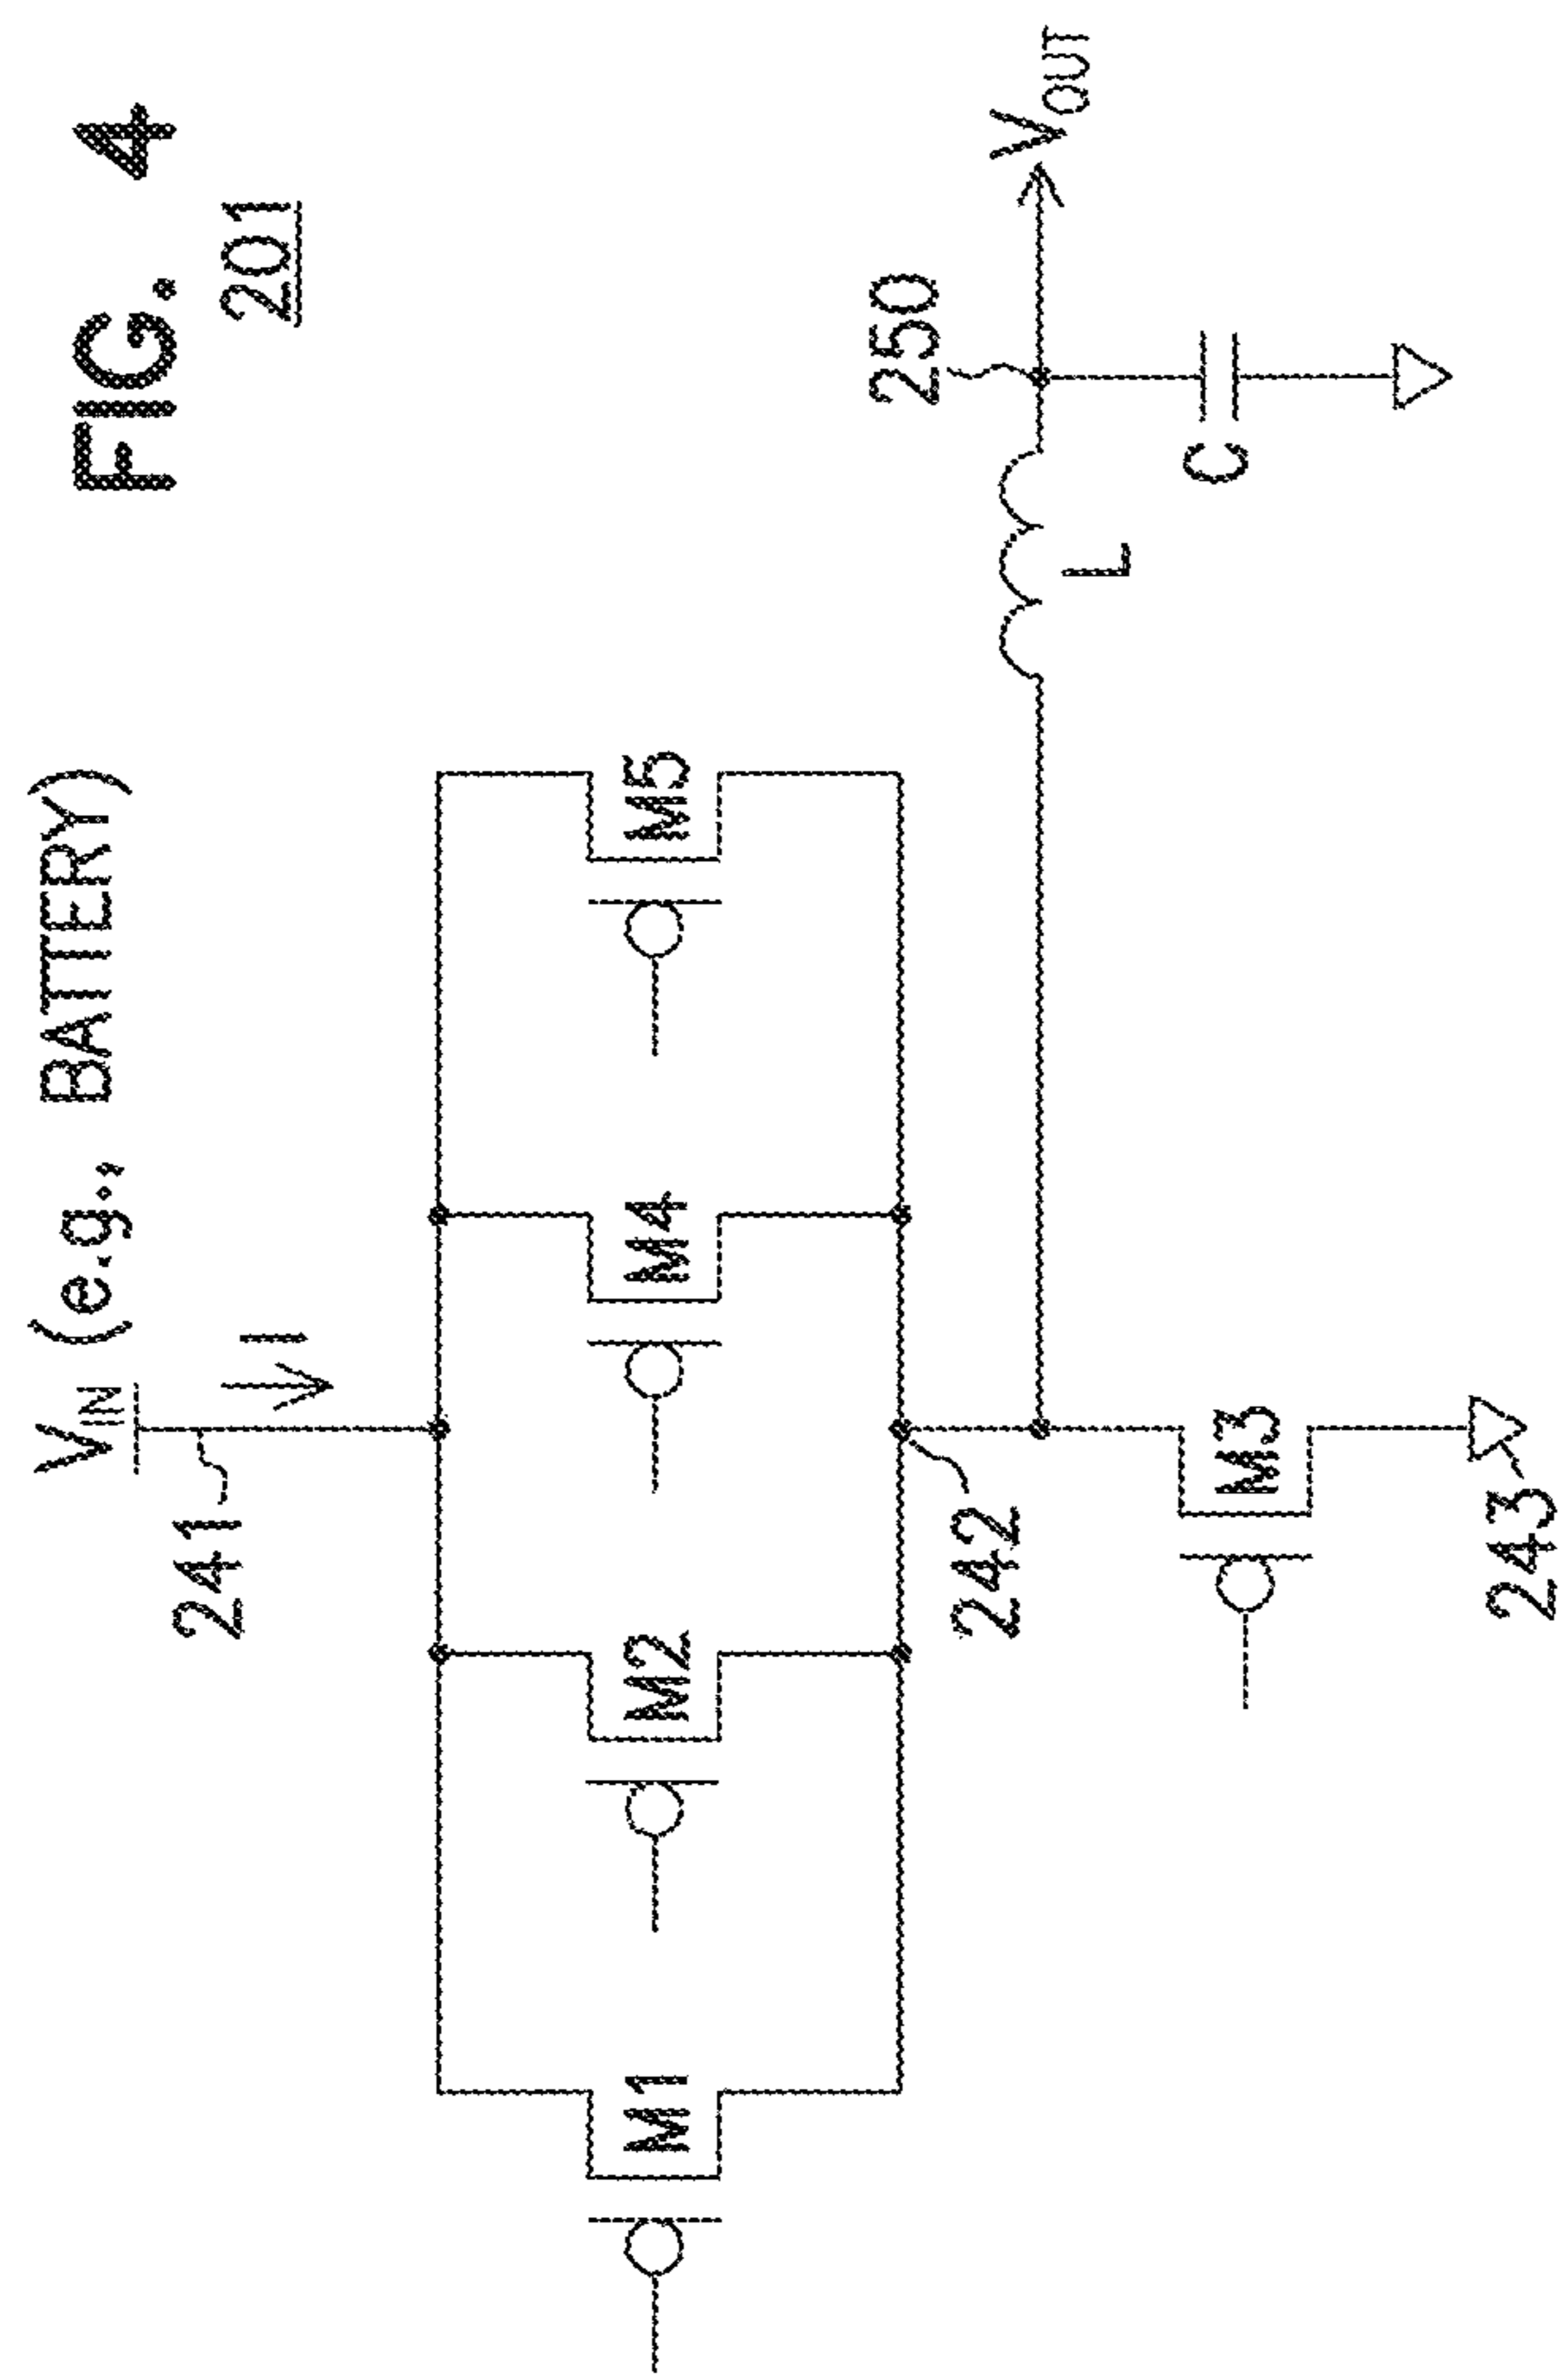 FIG. 4
201
V_IN (e.g., BATTERY)
241
I
M1
M2
M4
M5
242
250
V_OUT
L
C
M3
243